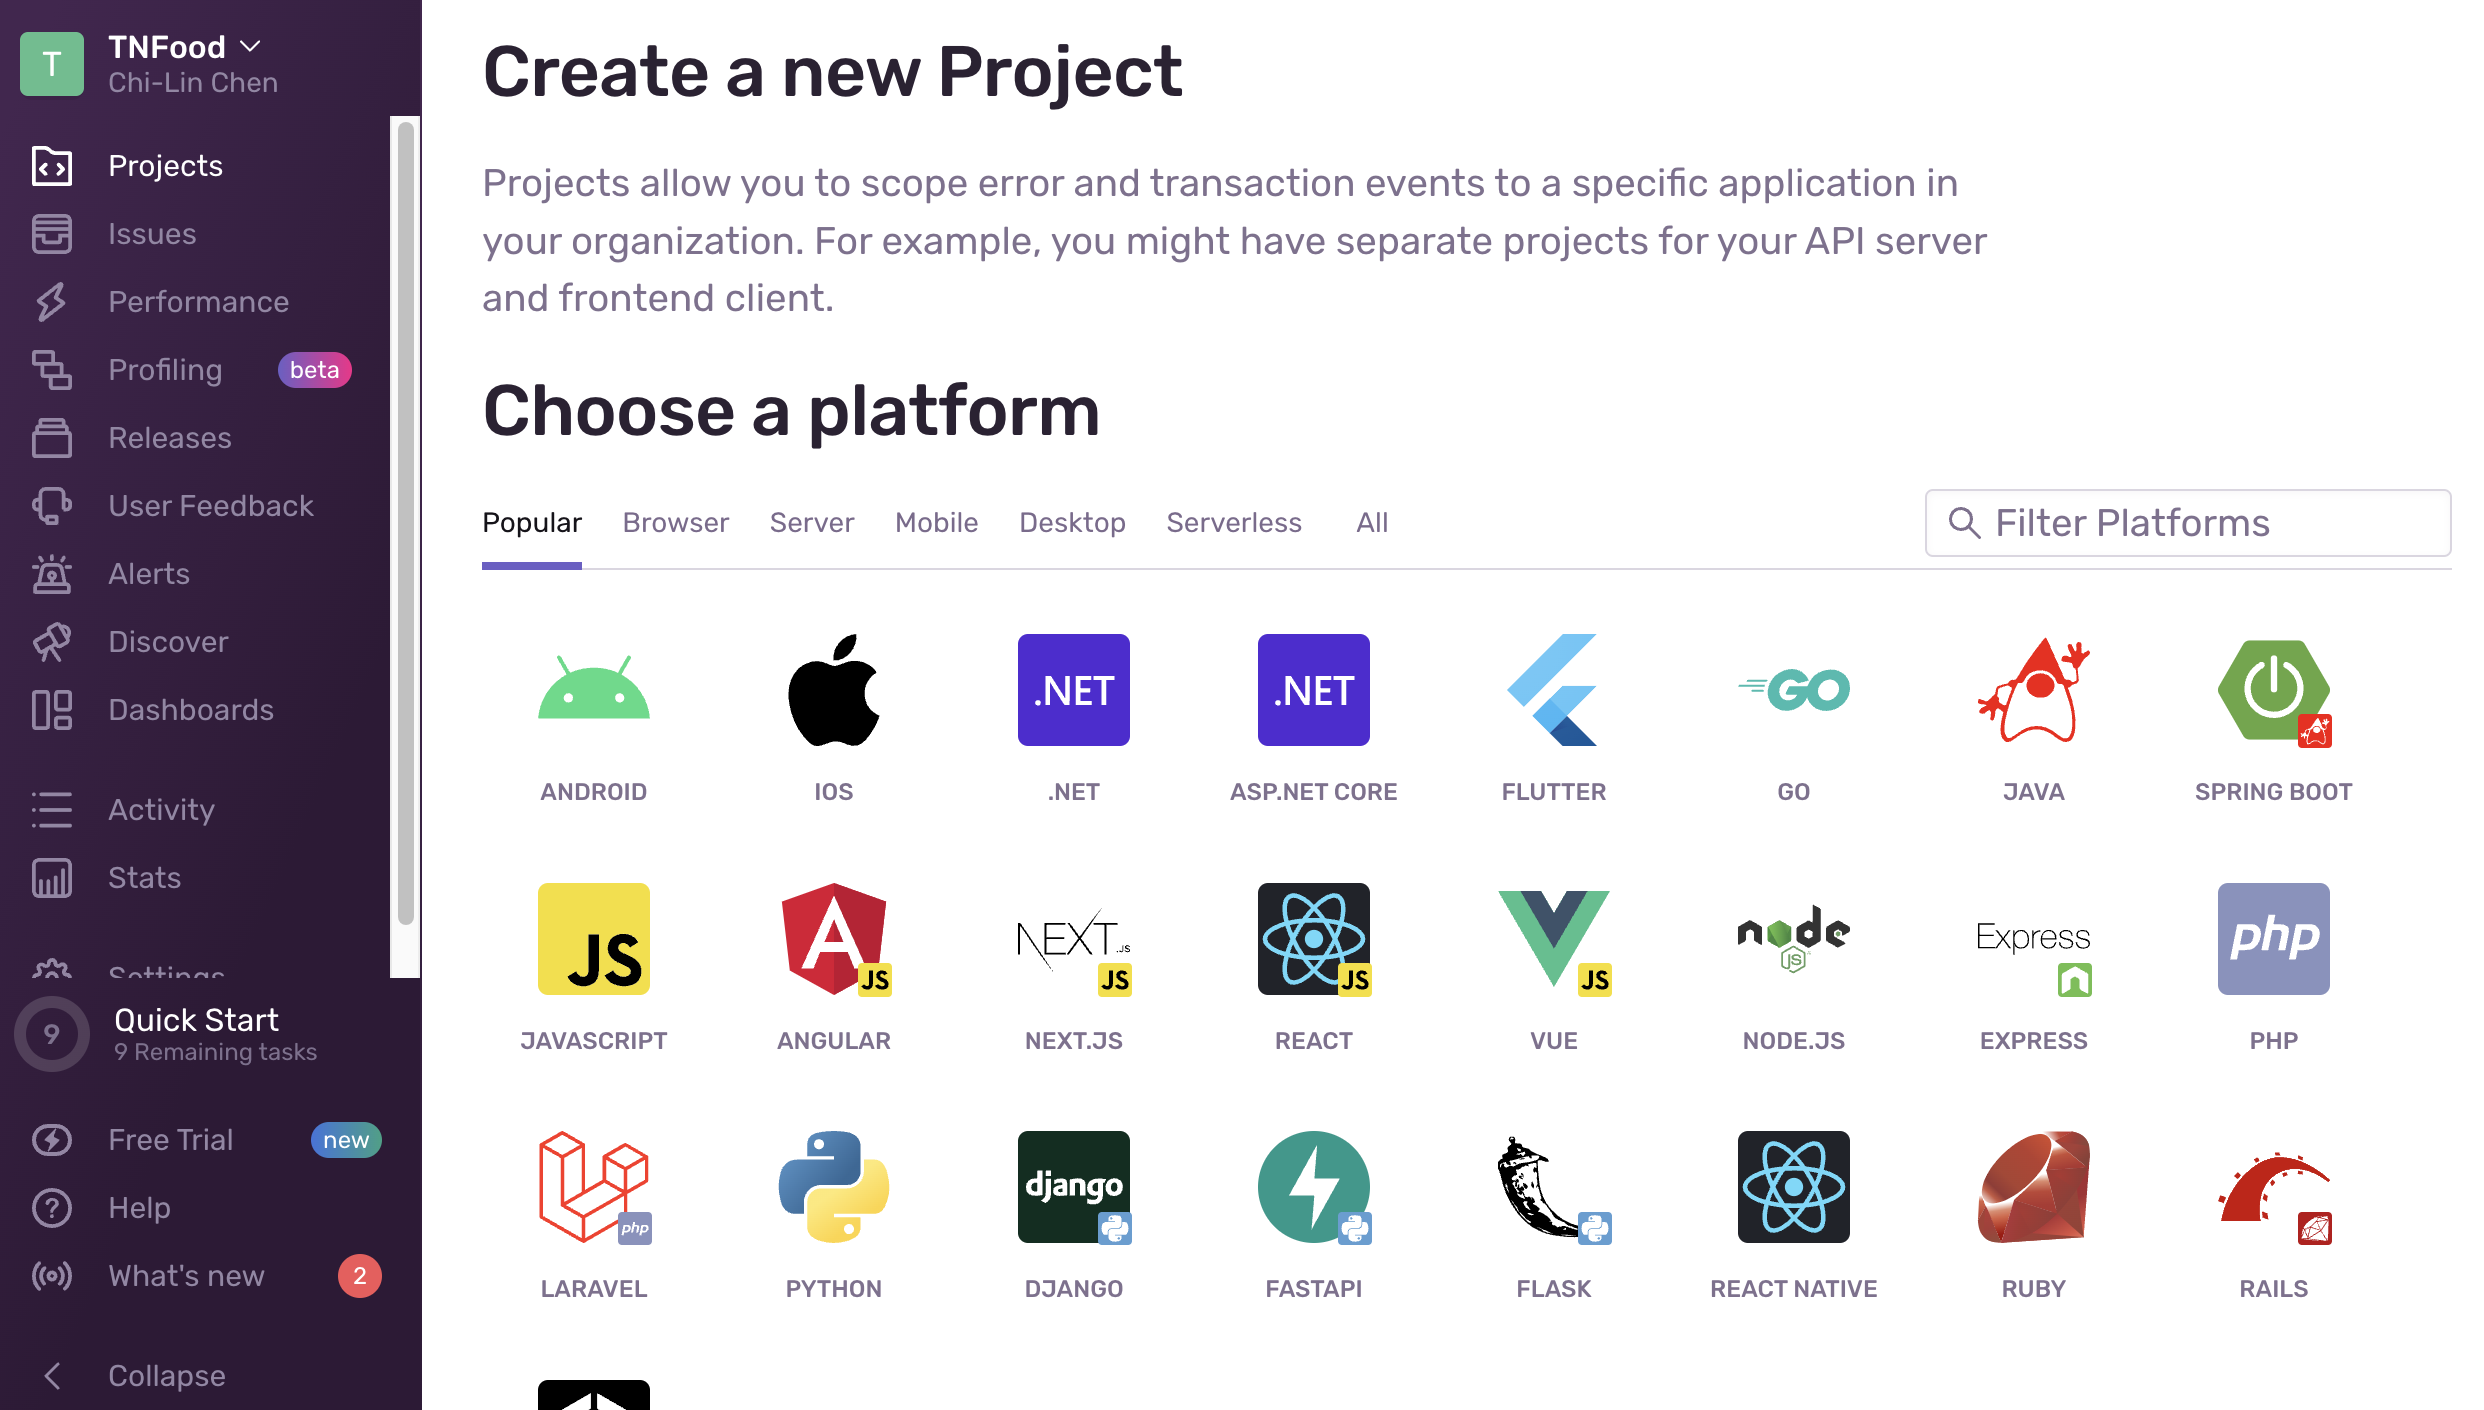 T
TNFood
Chi-Lin Chen
Projects
Issues
Performance
Profiling beta
Releases
User Feedback
Alerts
Discover
Dashboards
Activity
Stats
Settings
9
Quick Start
9 Remaining tasks
Free Trial new
Help
What's new 2
Collapse
Create a new Project
Projects allow you to scope error and transaction events to a specific application in
your organization. For example, you might have separate projects for your API server
and frontend client.
Choose a platform
Popular Browser Server Mobile Desktop Serverless All
Filter Platforms
.NET .NET GO
ANDROID IOS .NET ASP.NET CORE FLUTTER GO JAVA SPRING BOOT
JS A JS NEXT.JS JS JS JS node JS Express php
JAVASCRIPT ANGULAR NEXT.JS REACT VUE NODE.JS EXPRESS PHP
php django
LARAVEL PYTHON DJANGO FASTAPI FLASK REACT NATIVE RUBY RAILS